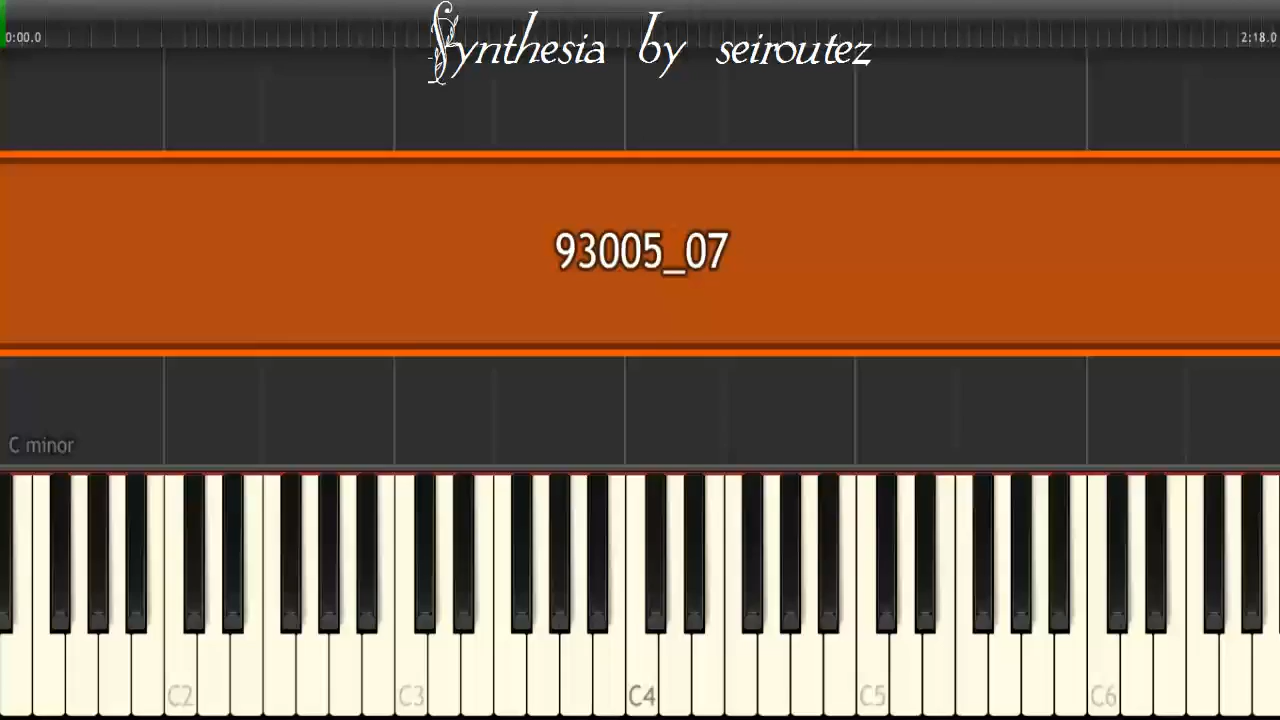 Synthesia by seiroutez
0:00.0
2:18.0
93005_07
C minor
C2 C3 C4 C5 C6